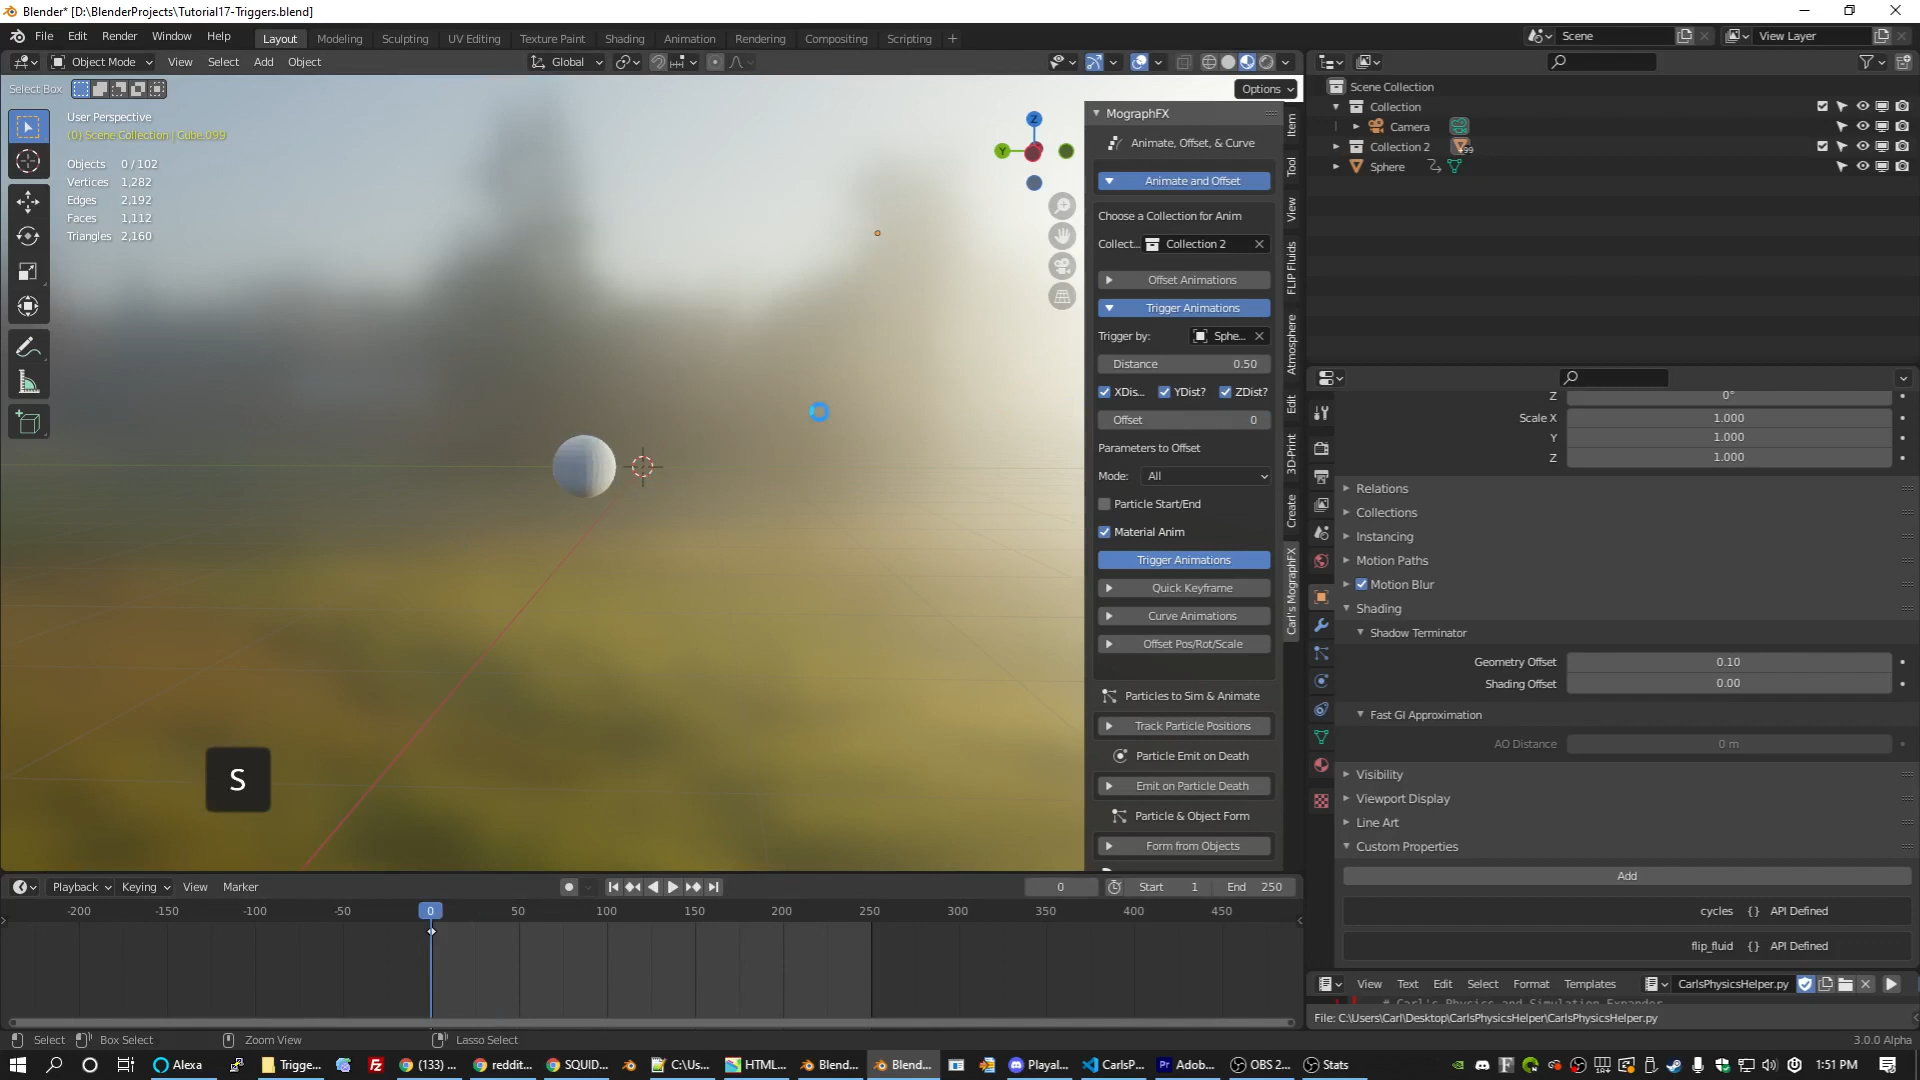 Blender* [D:\BlenderProjects\Tutorial17-Triggers.blend]
File Edit Render Window Help Layout Modeling Sculpting UV Editing Texture Paint Shading Animation Rendering Compositing Scripting + Scene View Layer
Object Mode View Select Add Object Global
Select Box Options
User Perspective
(0) Scene Collection | Cube.099
Objects 0 / 102
Vertices 1,282
Edges 2,192
Faces 1,112
Triangles 2,160
Z
Y
S
MographFX
Animate, Offset, & Curve
Animate and Offset
Choose a Collection for Anim
Collect... Collection 2
Offset Animations
Trigger Animations
Trigger by: Sphe...
Distance 0.50
XDis... YDist? ZDist?
Offset 0
Parameters to Offset
Mode: All
Particle Start/End
Material Anim
Trigger Animations
Quick Keyframe
Curve Animations
Offset Pos/Rot/Scale
Particles to Sim & Animate
Track Particle Positions
Particle Emit on Death
Emit on Particle Death
Particle & Object Form
Form from Objects
Item
Tool
View
FLIP Fluids
Atmosphere
Edit
3D-Print
Create
Carl's MographFX
Scene Collection
Collection
Camera
Collection 2 99
Sphere
Z 0°
Scale X 1.000
Y 1.000
Z 1.000
Relations
Collections
Instancing
Motion Paths
Motion Blur
Shading
Shadow Terminator
Geometry Offset 0.10
Shading Offset 0.00
Fast GI Approximation
AO Distance 0 m
Visibility
Viewport Display
Line Art
Custom Properties
Add
cycles {} API Defined
flip_fluid {} API Defined
View Text Edit Select Format Templates CarlsPhysicsHelper.py
1 # Carl's Physics and Simulation Expander
File: C:\Users\Carl\Desktop\CarlsPhysicsHelper\CarlsPhysicsHelper.py
Playback Keying View Marker 0 Start 1 End 250
-200 -150 -100 -50 0 50 100 150 200 250 300 350 400 450
Select Box Select Zoom View Lasso Select 3.0.0 Alpha
Alexa Trigge... (133) ... reddit... SQUID... C:\Us... HTML... Blend... Blend... Playal... CarlsP... Adob... OBS 2... Stats 1:51 PM